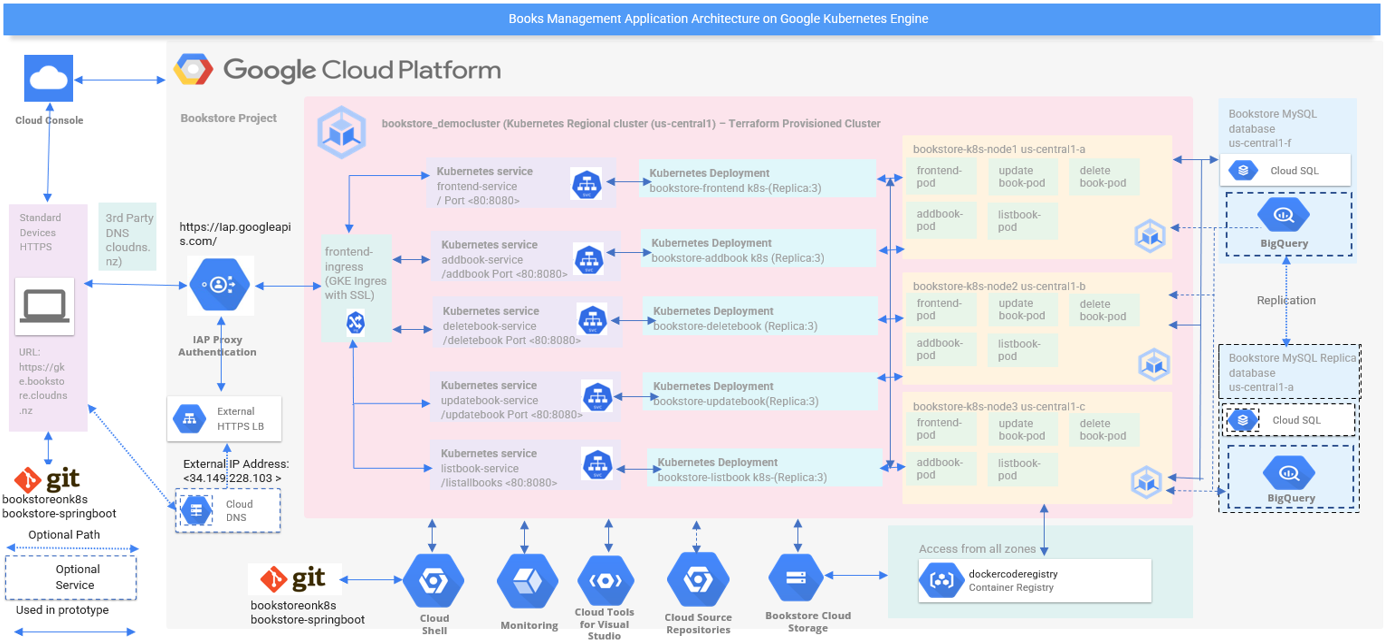 Books Management Application Architecture on Google Kubernetes Engine
Cloud Console
Google Cloud Platform
Bookstore Project
bookstore_democluster (Kubernetes Regional cluster (us-central1) – Terraform Provisioned Cluster
Standard
Devices
HTTPS
URL:
https://gk
e.booksto
re.cloudns
.nz
3rd Party
DNS
cloudns.
nz)
https://Iap.googleapi
s.com/
IAP Proxy
Authentication
External
HTTPS LB
External IP Address:
<34.149.228.103 >
Cloud
DNS
git
bookstoreonk8s
bookstore-springboot
Optional Path
Optional
Service
Used in prototype
frontend-
ingress
(GKE Ingres
with SSL)
Kubernetes service
frontend-service
/ Port <80:8080>
SVC
Kubernetes Deployment
bookstore-frontend k8s-(Replica:3)
Kubernetes service
addbook-service
/addbook Port <80:8080>
SVC
Kubernetes Deployment
bookstore-addbook k8s (Replica:3)
Kubernetes service
deletebook-service
/deletebook Port <80:8080>
SVC
Kubernetes Deployment
bookstore-deletebook (Replica:3)
Kubernetes service
updatebook-service
/updatebook Port <80:8080>
SVC
Kubernetes Deployment
bookstore-updatebook(Replica:3)
Kubernetes service
listbook-service
/listallbooks <80:8080>
SVC
Kubernetes Deployment
bookstore-listbook k8s-(Replica:3)
bookstore-k8s-node1 us-central1-a
frontend-
pod
update
book-pod
delete
book-pod
addbook-
pod
listbook-
pod
bookstore-k8s-node2 us-central1-b
frontend-
pod
update
book-pod
delete
book-pod
addbook-
pod
listbook-
pod
bookstore-k8s-node3 us-central1-c
frontend-
pod
update
book-pod
delete
book-pod
addbook-
pod
listbook-
pod
Bookstore MySQL
database
us-central1-f
Cloud SQL
BigQuery
Replication
Bookstore MySQL Replica
database
us-central1-a
Cloud SQL
BigQuery
git
bookstoreonk8s
bookstore-springboot
Cloud
Shell
Monitoring
Cloud Tools
for Visual
Studio
Cloud Source
Repositories
Bookstore Cloud
Storage
Access from all zones
dockercoderegistry
Container Registry